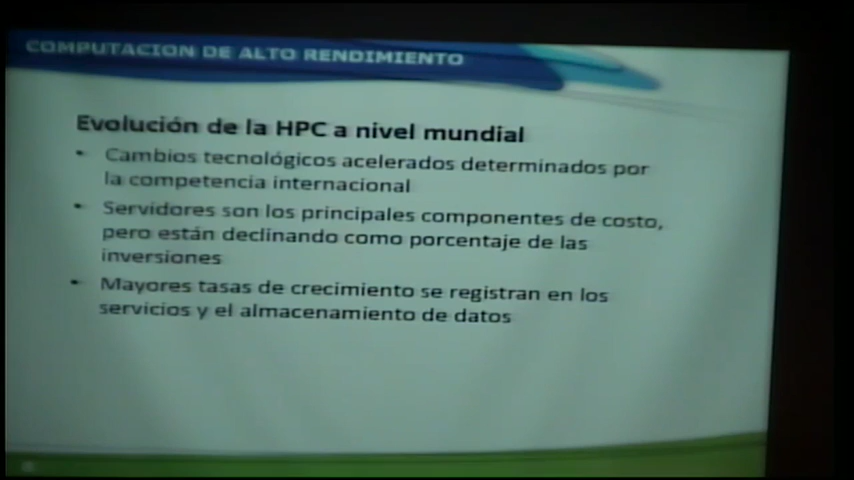 COMPUTACION DE ALTO RENDIMIENTO
Evolución de la HPC a nivel mundial
• Cambios tecnológicos acelerados determinados por
la competencia internacional
• Servidores son los principales componentes de costo,
pero están declinando como porcentaje de las
inversiones
• Mayores tasas de crecimiento se registran en los
servicios y el almacenamiento de datos